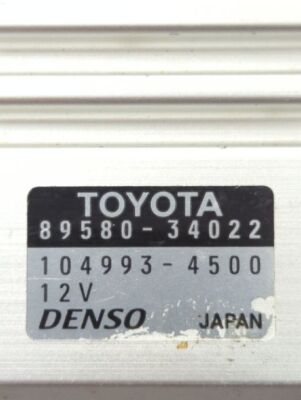 TOYOTA
89580-34022
104993-4500
12V
DENSO JAPAN